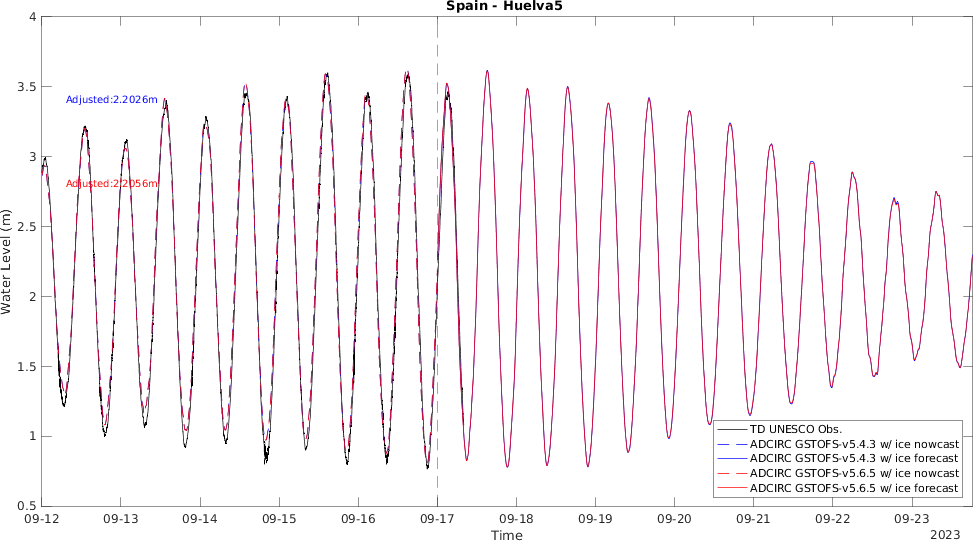 Spain - Huelva5
4
3.5
3
2.5
2
1.5
1
0.5
Water Level (m)
Adjusted:2.2026m
Adjusted:2.2056m
TD UNESCO Obs.
ADCIRC GSTOFS-v5.4.3 w/ ice nowcast
ADCIRC GSTOFS-v5.4.3 w/ ice forecast
ADCIRC GSTOFS-v5.6.5 w/ ice nowcast
ADCIRC GSTOFS-v5.6.5 w/ ice forecast
09-12 09-13 09-14 09-15 09-16 09-17 09-18 09-19 09-20 09-21 09-22 09-23
Time
2023